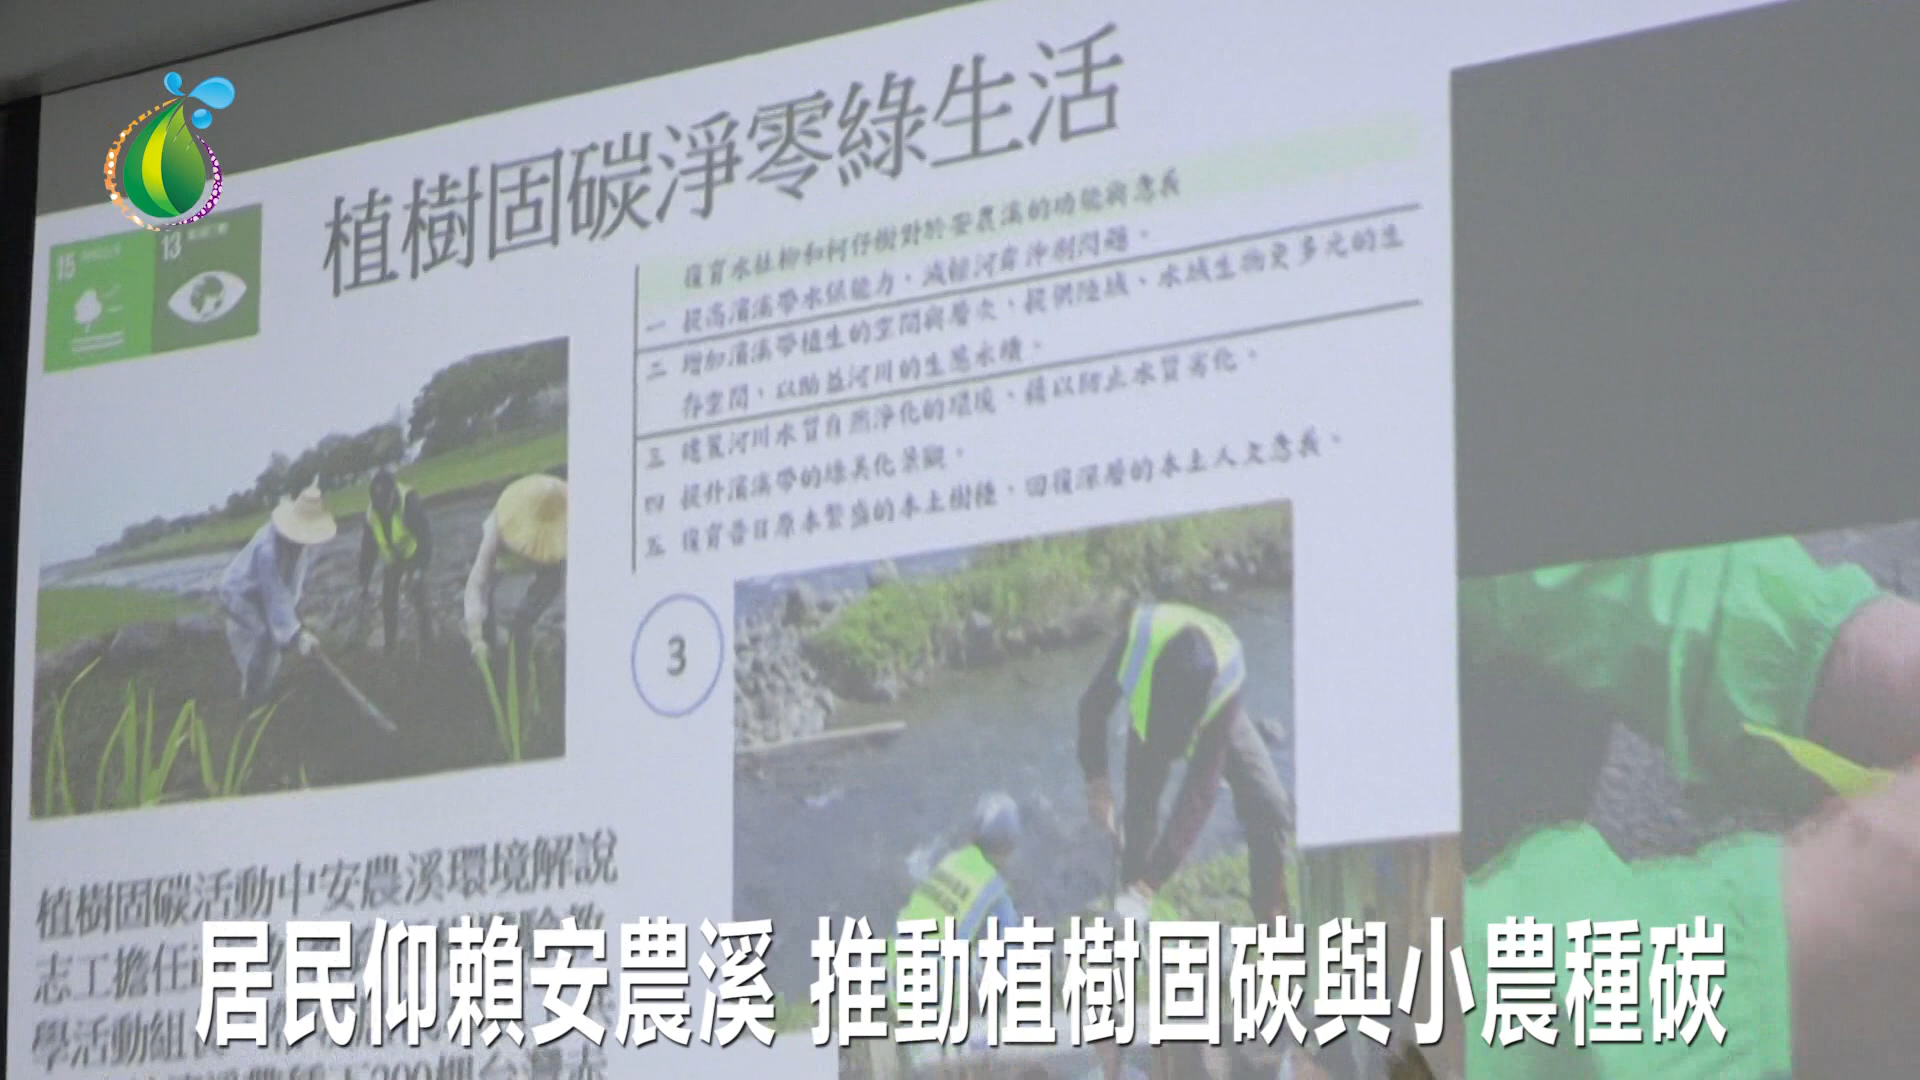 植樹固碳淨零綠生活
15
13
復育水社柳和柯仔樹對於安農溪的功能與意義
一 提高濱溪帶水保能力，減輕河岸沖刷問題。
二 增加濱溪帶植生的空間與層次，提供陸域、水域生物更多元的生
存空間，以助益河川的生態永續。
三 建置河川水質自然淨化的環境，藉以防止水質劣化。
四 提升濱溪帶的綠美化景觀。
五 復育昔日原本繁盛的本土樹種，回復深層的本土人文意義。
3
植樹固碳活動中安農溪環境解說
志工擔任
學活動組
居民仰賴安農溪 推動植樹固碳與小農種碳